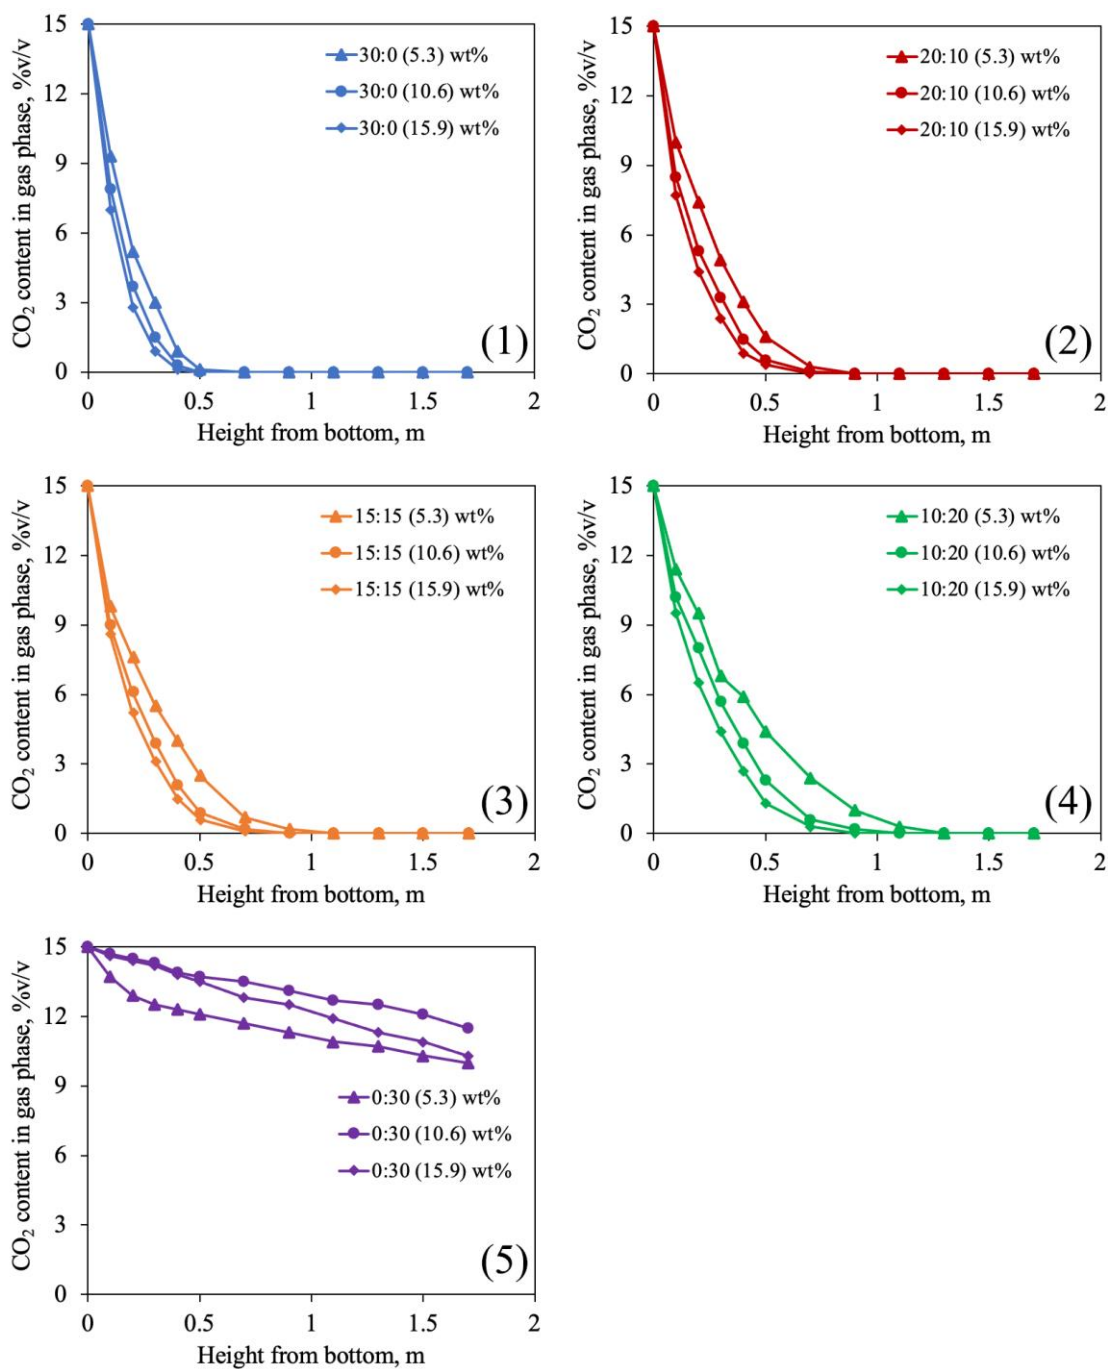 CO₂ content in gas phase, %v/v
15
12
9
6
3
0
30:0 (5.3) wt%
30:0 (10.6) wt%
30:0 (15.9) wt%
(1)
0 0.5 1 1.5 2
Height from bottom, m
CO₂ content in gas phase, %v/v
15
12
9
6
3
0
20:10 (5.3) wt%
20:10 (10.6) wt%
20:10 (15.9) wt%
(2)
0 0.5 1 1.5 2
Height from bottom, m
CO₂ content in gas phase, %v/v
15
12
9
6
3
0
15:15 (5.3) wt%
15:15 (10.6) wt%
15:15 (15.9) wt%
(3)
0 0.5 1 1.5 2
Height from bottom, m
CO₂ content in gas phase, %v/v
15
12
9
6
3
0
10:20 (5.3) wt%
10:20 (10.6) wt%
10:20 (15.9) wt%
(4)
0 0.5 1 1.5 2
Height from bottom, m
CO₂ content in gas phase, %v/v
15
12
9
6
3
0
0:30 (5.3) wt%
0:30 (10.6) wt%
0:30 (15.9) wt%
(5)
0 0.5 1 1.5 2
Height from bottom, m